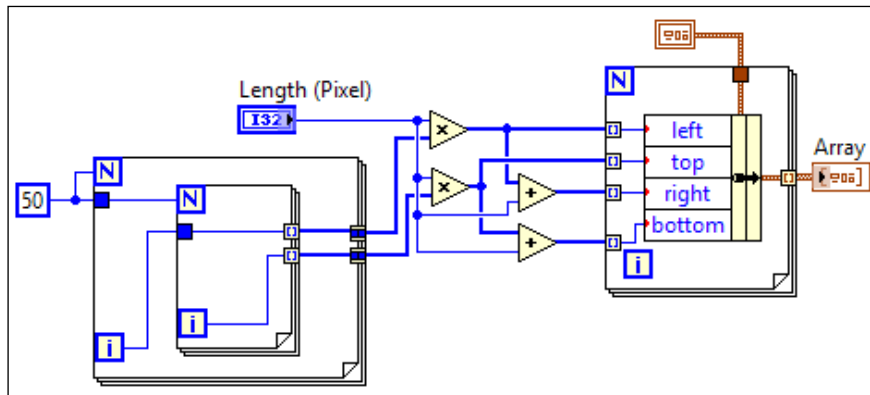 Length (Pixel)
I32
N
left
top
right
bottom
i
Array
50
N
N
i
i